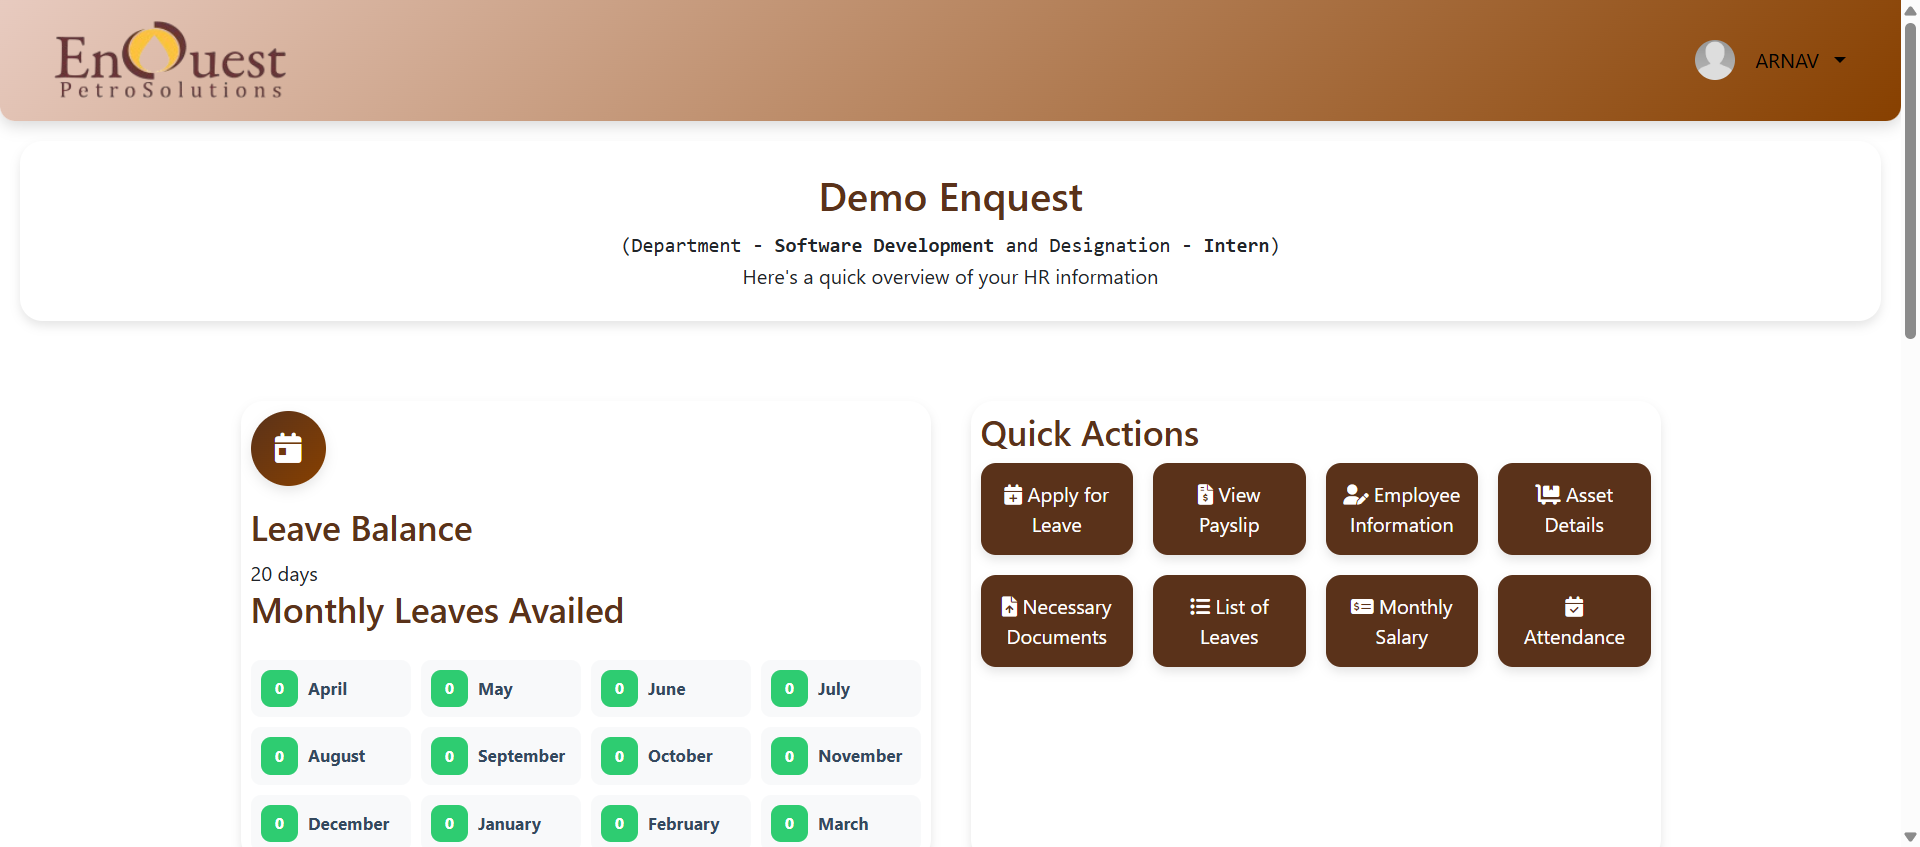 EnQuest
PetroSolutions
ARNAV
Demo Enquest
(Department - Software Development and Designation - Intern)
Here's a quick overview of your HR information
Leave Balance
20 days
Monthly Leaves Availed
0 April
0 May
0 June
0 July
0 August
0 September
0 October
0 November
0 December
0 January
0 February
0 March
Quick Actions
Apply for
Leave
View
Payslip
Employee
Information
Asset
Details
Necessary
Documents
List of
Leaves
Monthly
Salary
Attendance